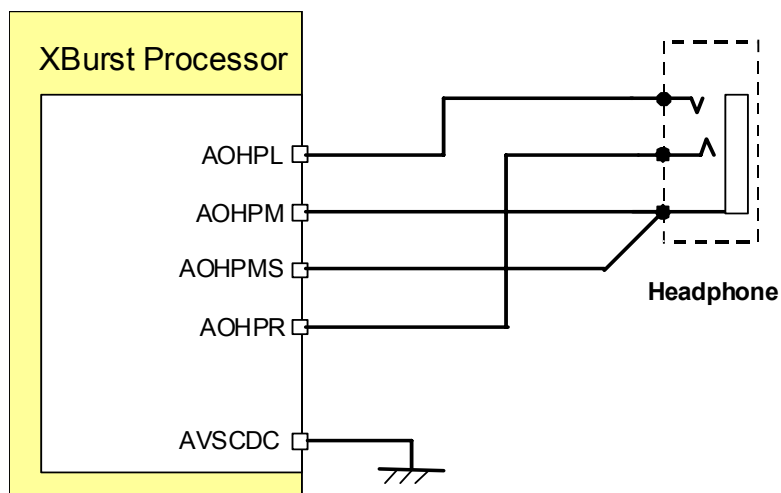 XBurst Processor
AOHPL
AOHPM
AOHPMS
AOHPR
AVSCDC
Headphone